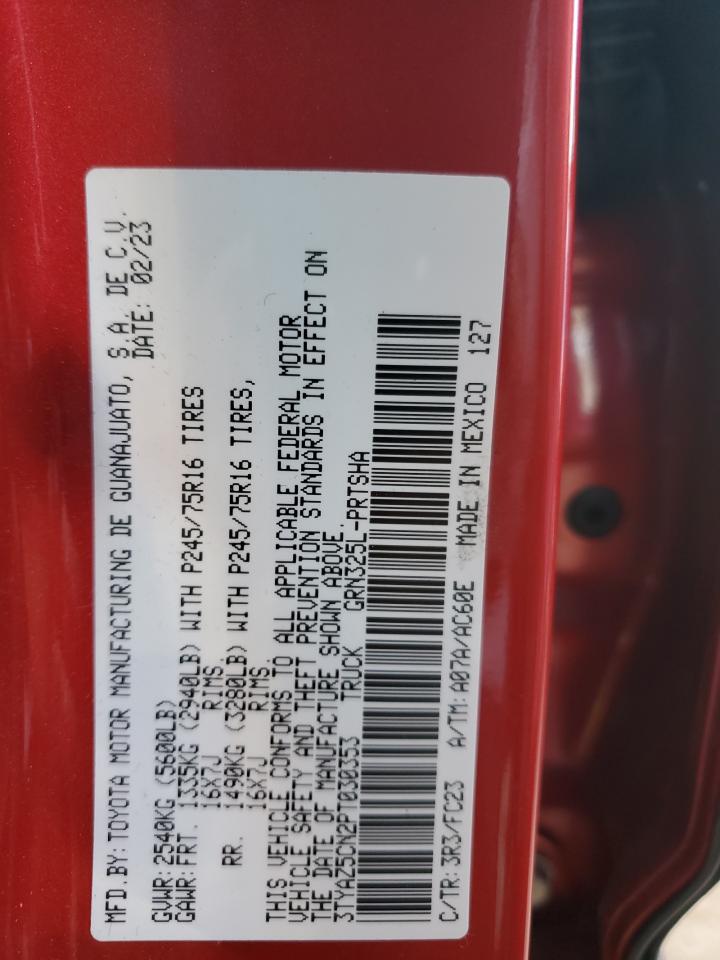 MFD.BY: TOYOTA MOTOR MANUFACTURING DE GUANAJUATO, S.A. DE C.V.
DATE: 02/23
GVWR: 2540KG (5600LB)
GAWR: FRT. 1335KG (2940LB) WITH P245/75R16 TIRES
16X7J RIMS.
RR. 1490KG (3280LB) WITH P245/75R16 TIRES,
16X7J RIMS.
THIS VEHICLE CONFORMS TO ALL APPLICABLE FEDERAL MOTOR
VEHICLE SAFETY AND THEFT PREVENTION STANDARDS IN EFFECT ON
THE DATE OF MANUFACTURE SHOWN ABOVE.
3TYAZ5CN2PT030353 TRUCK GRN325L-PRTSHA
C/TR: 3R3/FC23 A/TM: A07A/AC60E MADE IN MEXICO 127